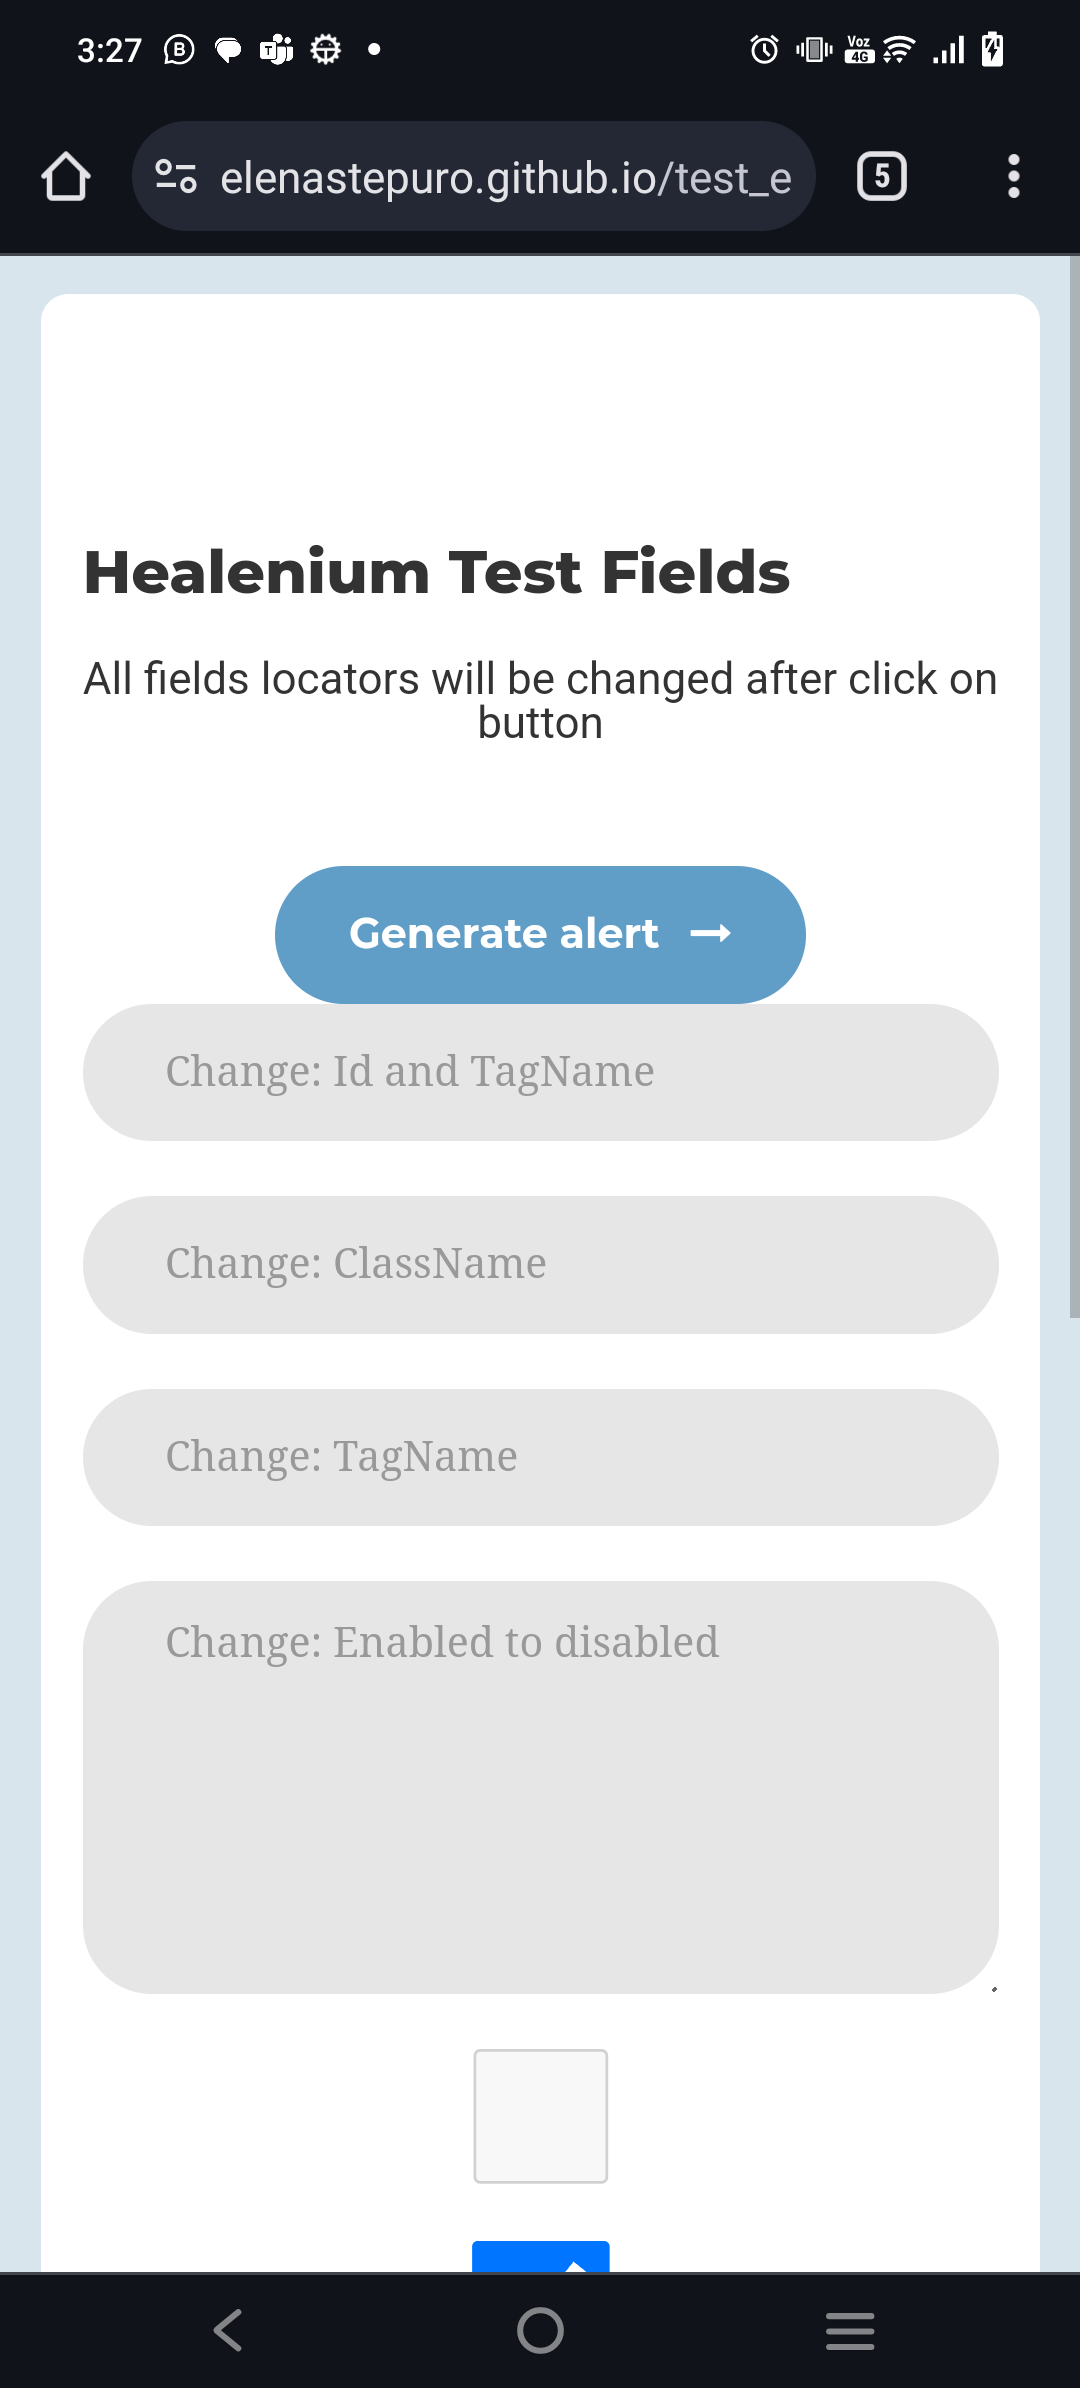 3:27
Voz
4G
elenastepuro.github.io/test_e
5
Healenium Test Fields
All fields locators will be changed after click on
button
Generate alert
Change: Id and TagName
Change: ClassName
Change: TagName
Change: Enabled to disabled